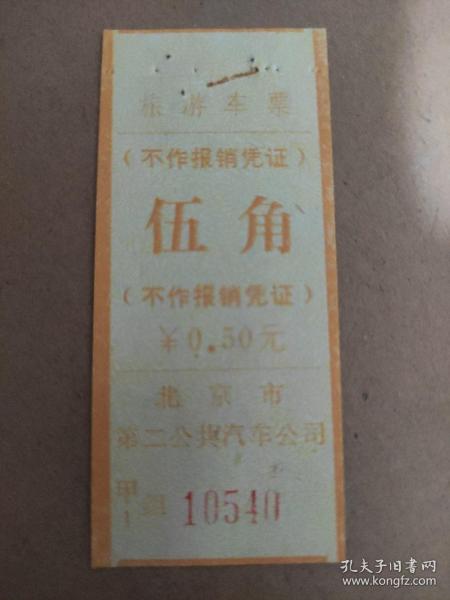 旅游车票
（不作报销凭证）
伍角
（不作报销凭证）
￥0.50元
北京市
第二公共汽车公司
甲1 10540
孔夫子旧书网
www.kongfz.com